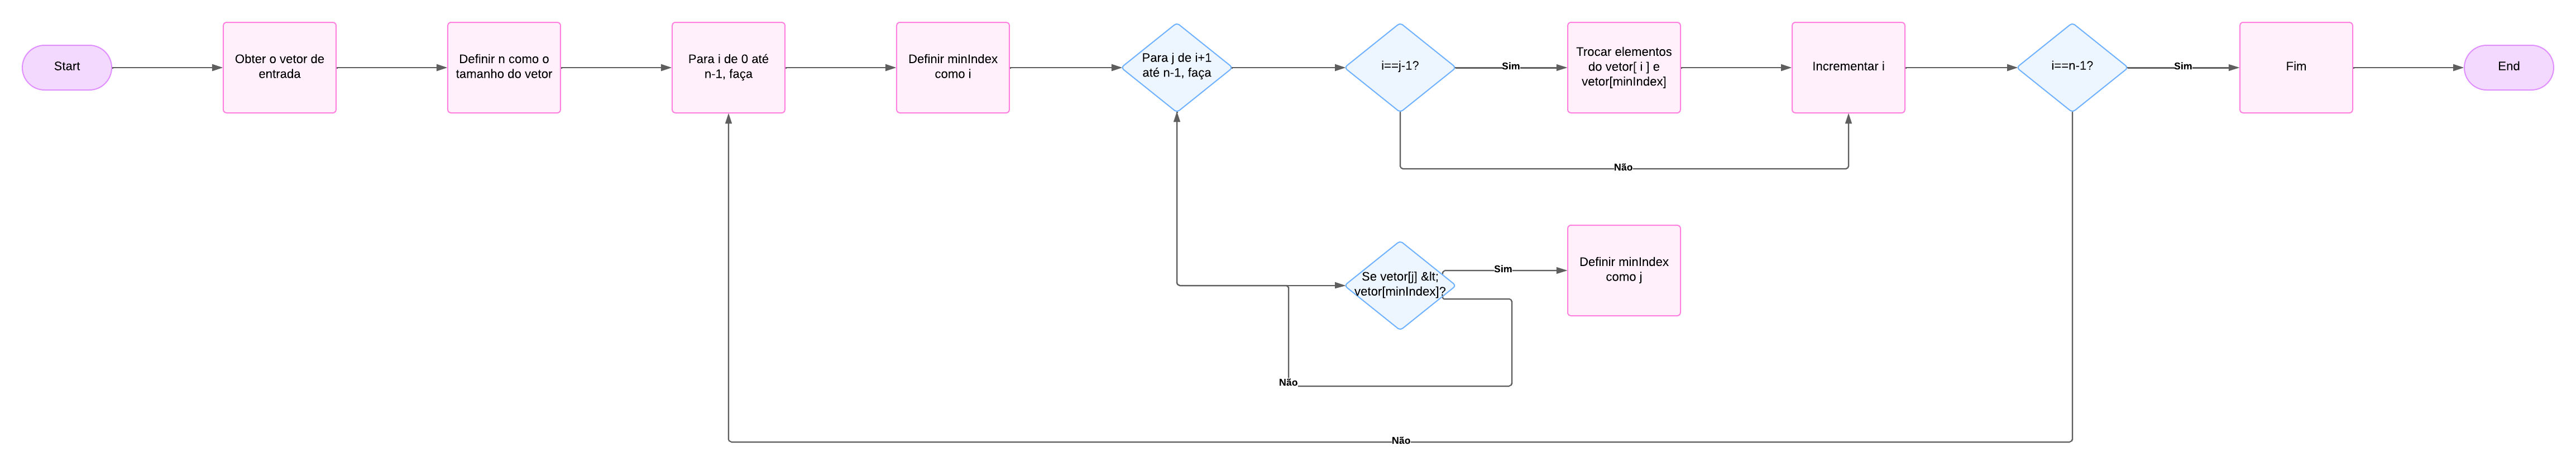 Start
Obter o vetor de
entrada
Definir n como o
tamanho do vetor
Para i de 0 até
n-1, faça
Definir minIndex
como i
Para j de i+1
até n-1, faça
i==j-1?
Sim
Trocar elementos
do vetor[ i ] e
vetor[minIndex]
Incrementar i
i==n-1?
Sim
Fim
End
Não
Se vetor[j] &lt;
vetor[minIndex]?
Sim
Definir minIndex
como j
Não
Não